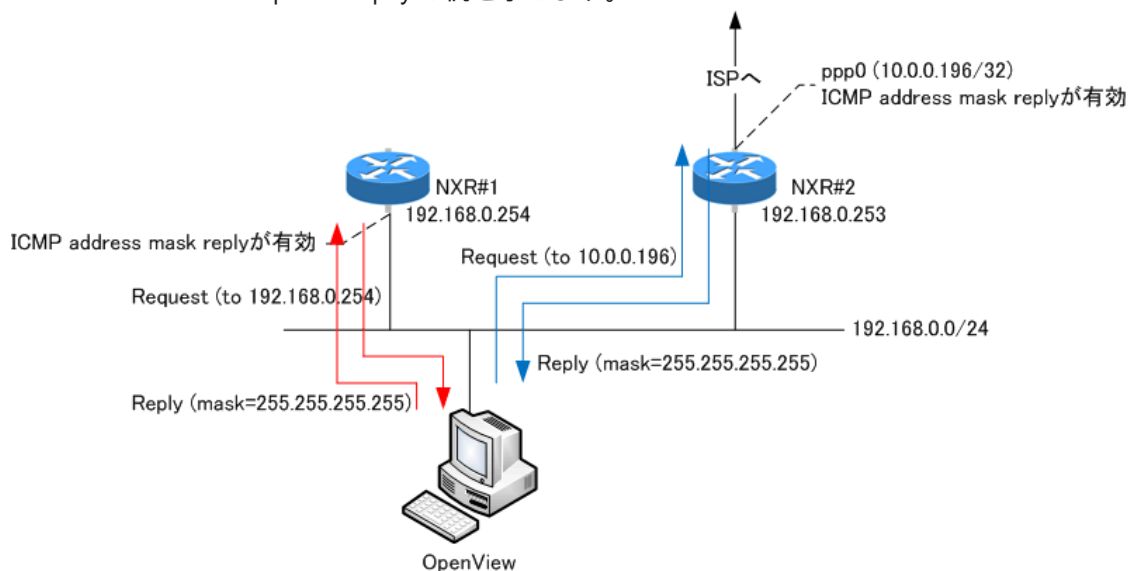 ISPへ
ppp0 (10.0.0.196/32)
ICMP address mask replyが有効
NXR#1
192.168.0.254
NXR#2
192.168.0.253
ICMP address mask replyが有効
Request (to 10.0.0.196)
Request (to 192.168.0.254)
192.168.0.0/24
Reply (mask=255.255.255.255)
Reply (mask=255.255.255.255)
OpenView